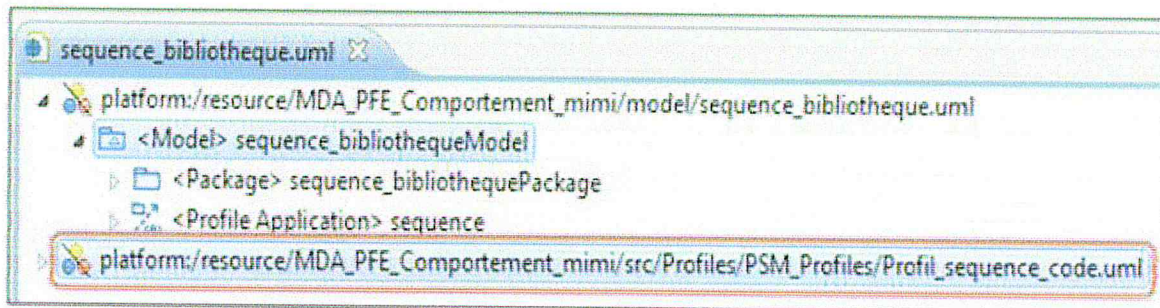 sequence_bibliotheque.uml
platform:/resource/MDA_PFE_Comportement_mimi/model/sequence_bibliotheque.uml
<Model> sequence_bibliothequeModel
<Package> sequence_bibliothequePackage
<Profile Application> sequence
platform:/resource/MDA_PFE_Comportement_mimi/src/Profiles/PSM_Profiles/Profil_sequence_code.uml